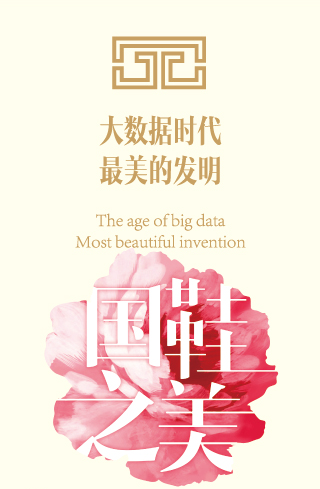 大数据时代
最美的发明
The age of big data
Most beautiful invention
国鞋
之美